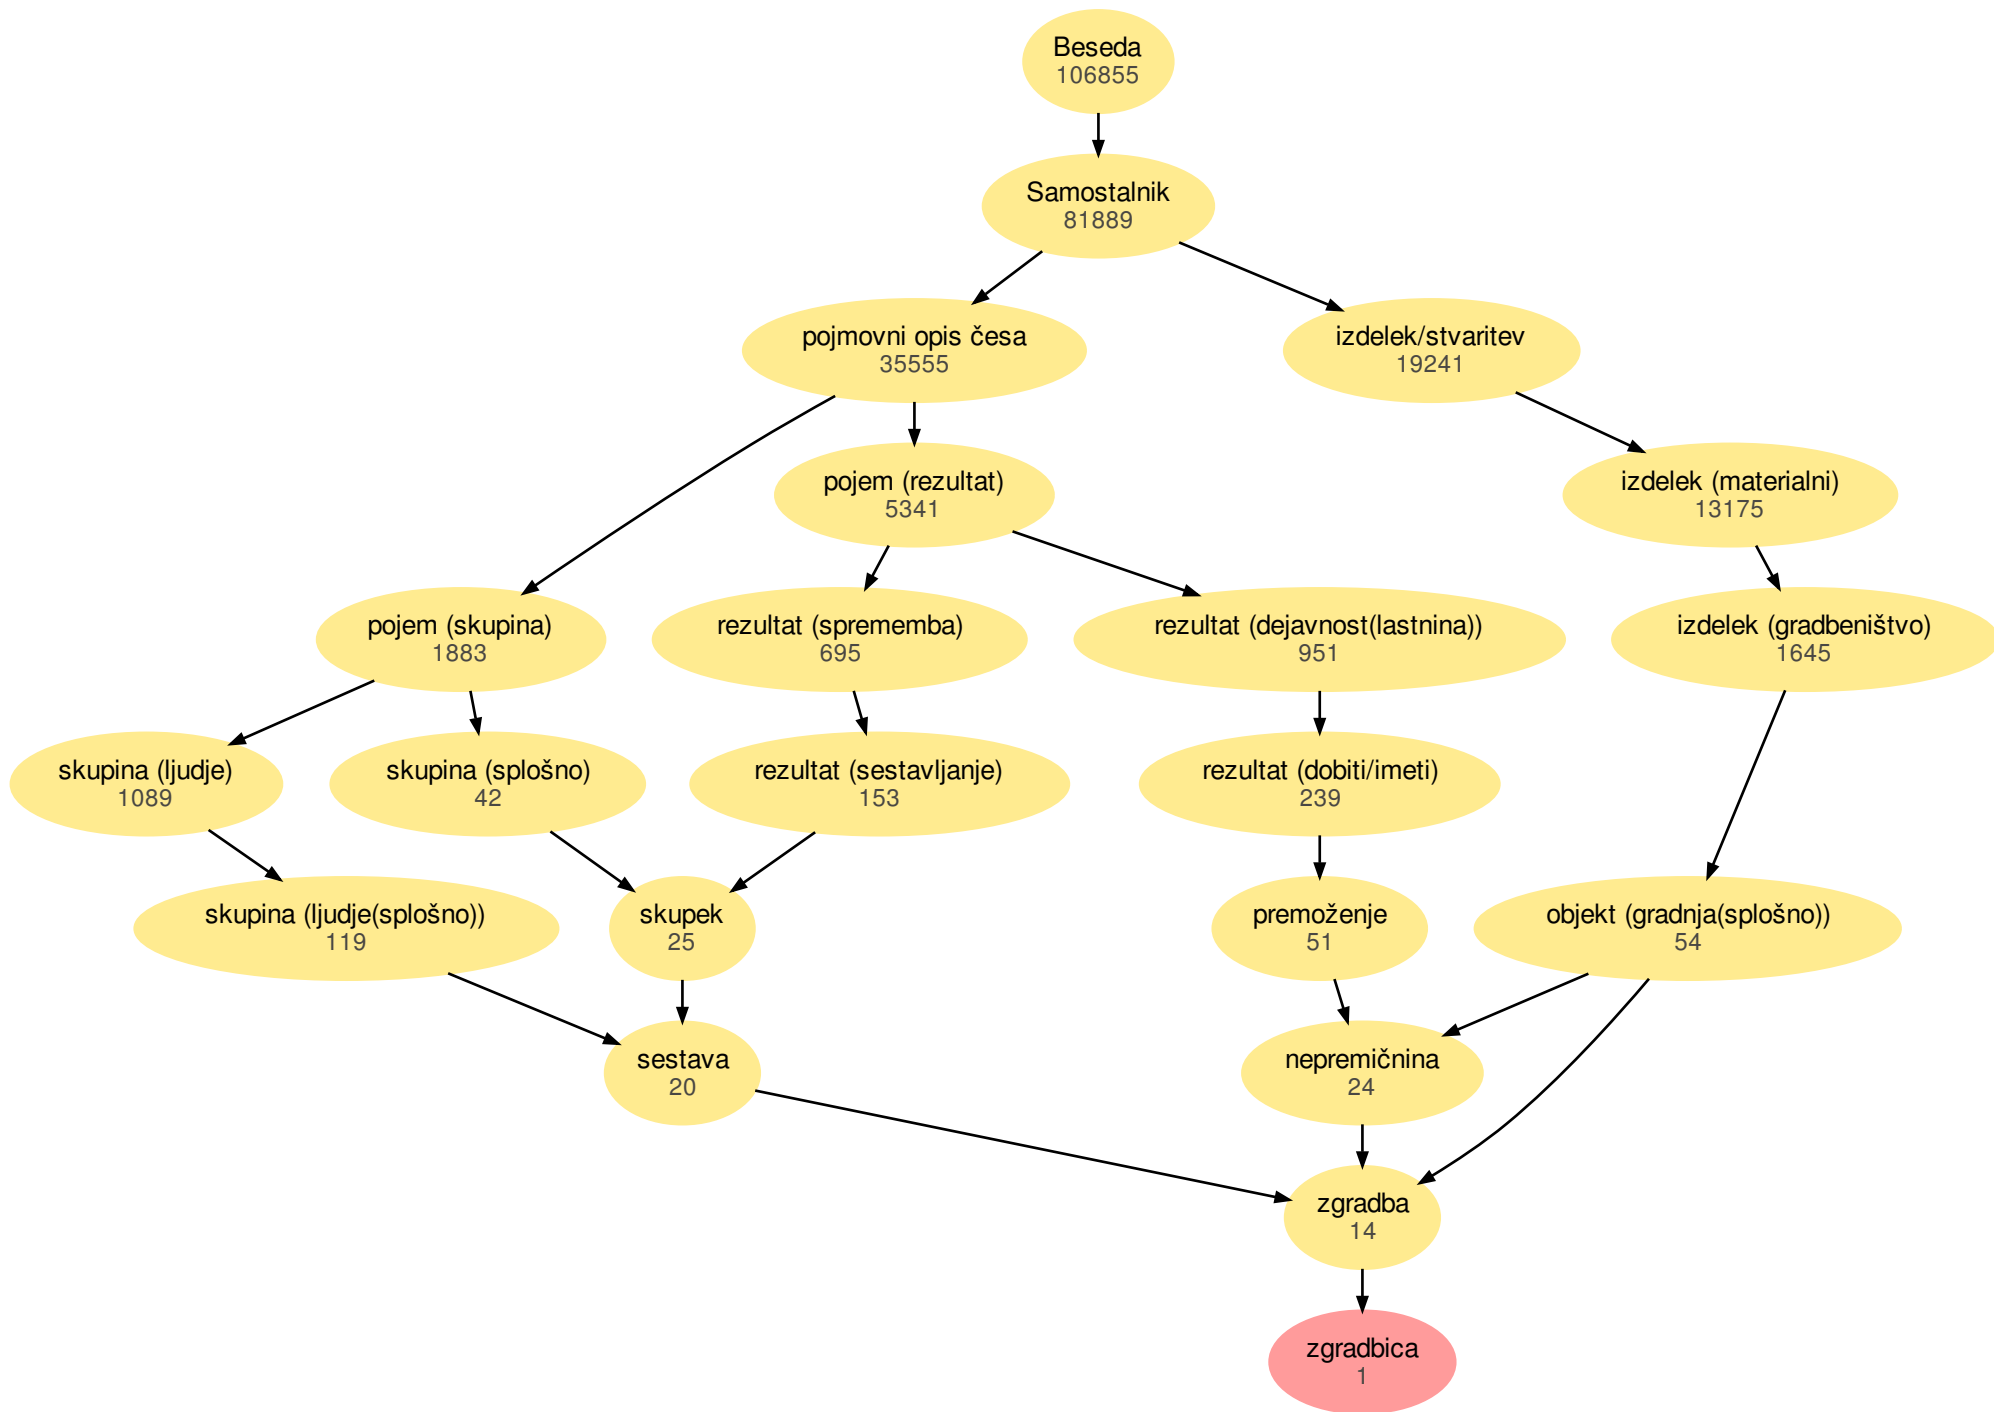 Beseda
106855
Samostalnik
81889
pojmovni opis česa
35555
izdelek/stvaritev
19241
pojem (rezultat)
5341
izdelek (materialni)
13175
pojem (skupina)
1883
rezultat (sprememba)
695
rezultat (dejavnost(lastnina))
951
izdelek (gradbeništvo)
1645
skupina (ljudje)
1089
skupina (splošno)
42
rezultat (sestavljanje)
153
rezultat (dobiti/imeti)
239
skupina (ljudje(splošno))
119
skupek
25
premoženje
51
objekt (gradnja(splošno))
54
sestava
20
nepremičnina
24
zgradba
14
zgradbica
1